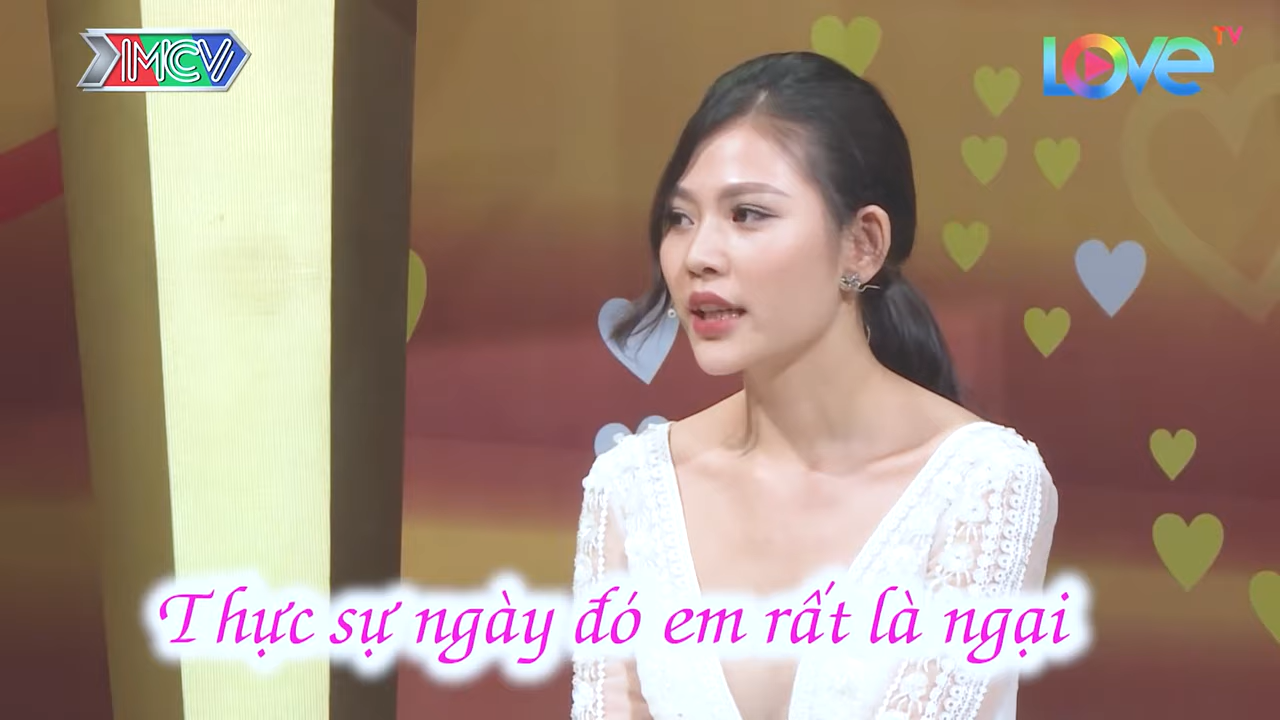 MCV
LOVE TV
Thực sự ngày đó em rất là ngại